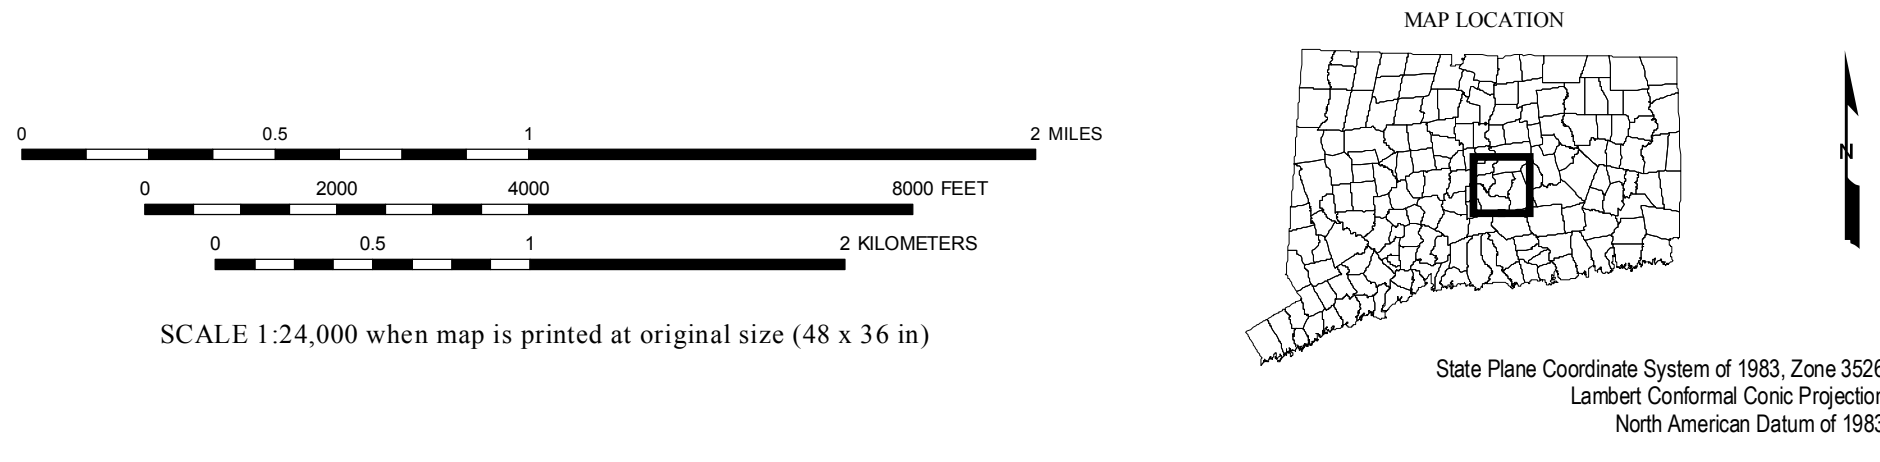 MAP LOCATION
0 0.5 1 2 MILES
0 2000 4000 8000 FEET
0 0.5 1 2 KILOMETERS
SCALE 1:24,000 when map is printed at original size (48 x 36 in)
N
State Plane Coordinate System of 1983, Zone 3526
Lambert Conformal Conic Projection
North American Datum of 1983